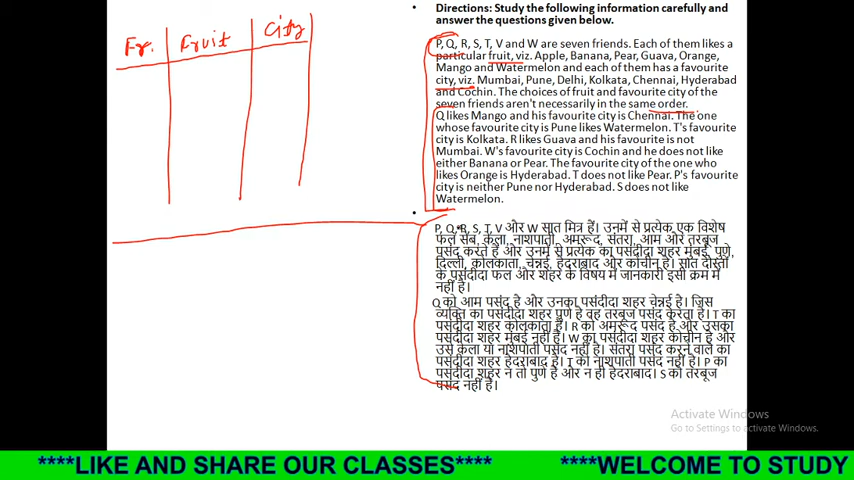 Fr. Fruit City
Directions: Study the following information carefully and
answer the questions given below.
P, Q, R, S, T, V and W are seven friends. Each of them likes a
particular fruit, viz. Apple, Banana, Pear, Guava, Orange,
Mango and Watermelon and each of them has a favourite
city, viz. Mumbai, Pune, Delhi, Kolkata, Chennai, Hyderabad
and Cochin. The choices of fruit and favourite city of the
seven friends aren't necessarily in the same order.
Q likes Mango and his favourite city is Chennai. The one
whose favourite city is Pune likes Watermelon. T's favourite
city is Kolkata. R likes Guava and his favourite is not
Mumbai. W's favourite city is Cochin and he does not like
either Banana or Pear. The favourite city of the one who
likes Orange is Hyderabad. T does not like Pear. P's favourite
city is neither Pune nor Hyderabad. S does not like
Watermelon.
P, Q, R, S, T, V और W सात मित्र हैं। उनमें से प्रत्येक एक विशेष
फल सेब, केला, नाशपाती, अमरूद, संतरा, आम और तरबूज
पसंद करते हैं और उनमें से प्रत्येक का पसंदीदा शहर मुंबई, पुणे,
दिल्ली, कोलकाता, चेन्नई, हैदराबाद और कोचीन है। सात दोस्तों
के पसंदीदा फल और शहर के विषय में जानकारी इसी क्रम में
नहीं है।
Q को आम पसंद है और उनका पसंदीदा शहर चेन्नई है। जिस
व्यक्ति का पसंदीदा शहर पुणे है वह तरबूज पसंद करता है। T का
पसंदीदा शहर कोलकाता है। R को अमरूद पसंद है और उसका
पसंदीदा शहर मुंबई नहीं है। W का पसंदीदा शहर कोचीन है और
उसे केला या नाशपाती पसंद नहीं है। संतरा पसंद करने वाले का
पसंदीदा शहर हैदराबाद है। T को नाशपाती पसंद नहीं है। P का
पसंदीदा शहर न तो पुणे है और न ही हैदराबाद। S को तरबूज
पसंद नहीं है।
Activate Windows
Go to Settings to activate Windows.
****LIKE AND SHARE OUR CLASSES**** ****WELCOME TO STUDY